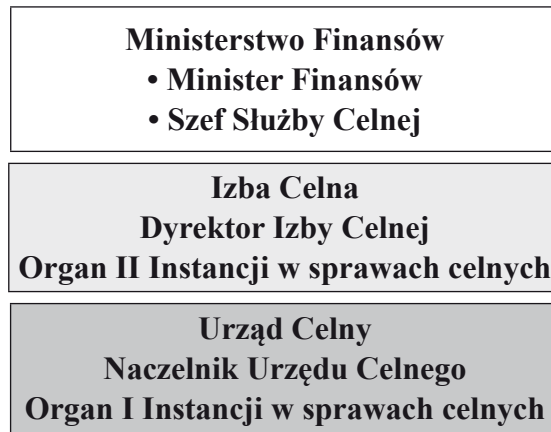 Ministerstwo Finansów
• Minister Finansów
• Szef Służby Celnej
Izba Celna
Dyrektor Izby Celnej
Organ II Instancji w sprawach celnych
Urząd Celny
Naczelnik Urzędu Celnego
Organ I Instancji w sprawach celnych